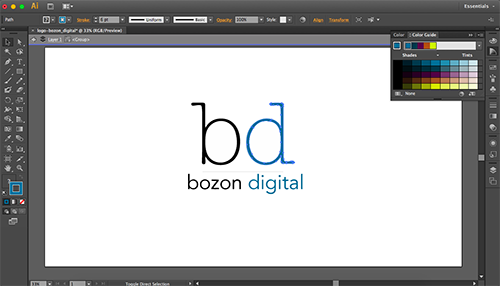 Ai
Essentials
Path
Stroke:
Uniform
Basic
Opacity: 100%
Style:
Align
Transform
logo-bozon_digital* @ 33% (RGB/Preview)
Layer 1
<Group>
Color
Color Guide
Shades
Tints
None
bd
bozon digital
Toggle Direct Selection